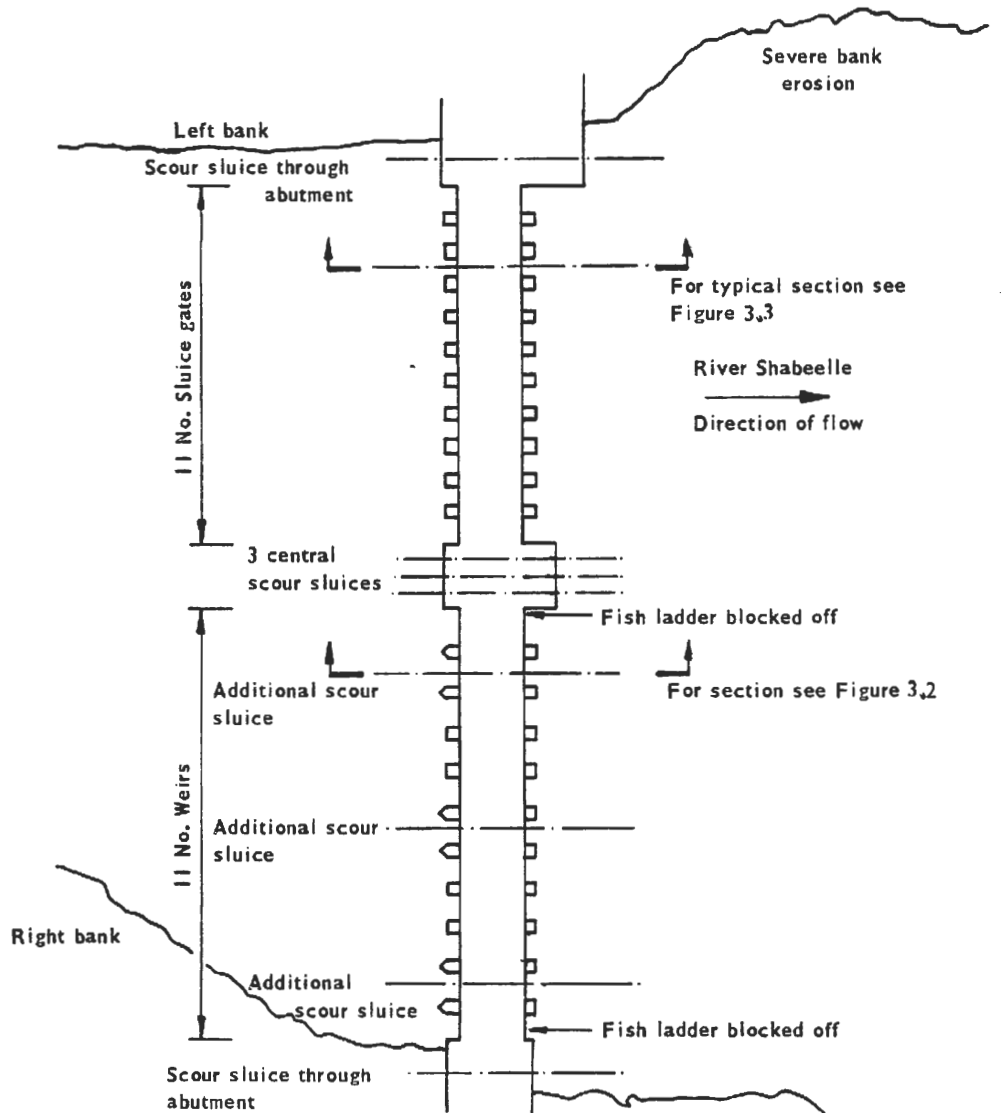 Severe bank
erosion
Left bank
Scour sluice through
abutment
For typical section see
Figure 3.3
River Shabeelle
Direction of flow
11 No. Sluice gates
3 central
scour sluices
Fish ladder blocked off
Additional scour
sluice
For section see Figure 3.2
11 No. Weirs
Additional scour
sluice
Right bank
Additional
scour sluice
Fish ladder blocked off
Scour sluice through
abutment